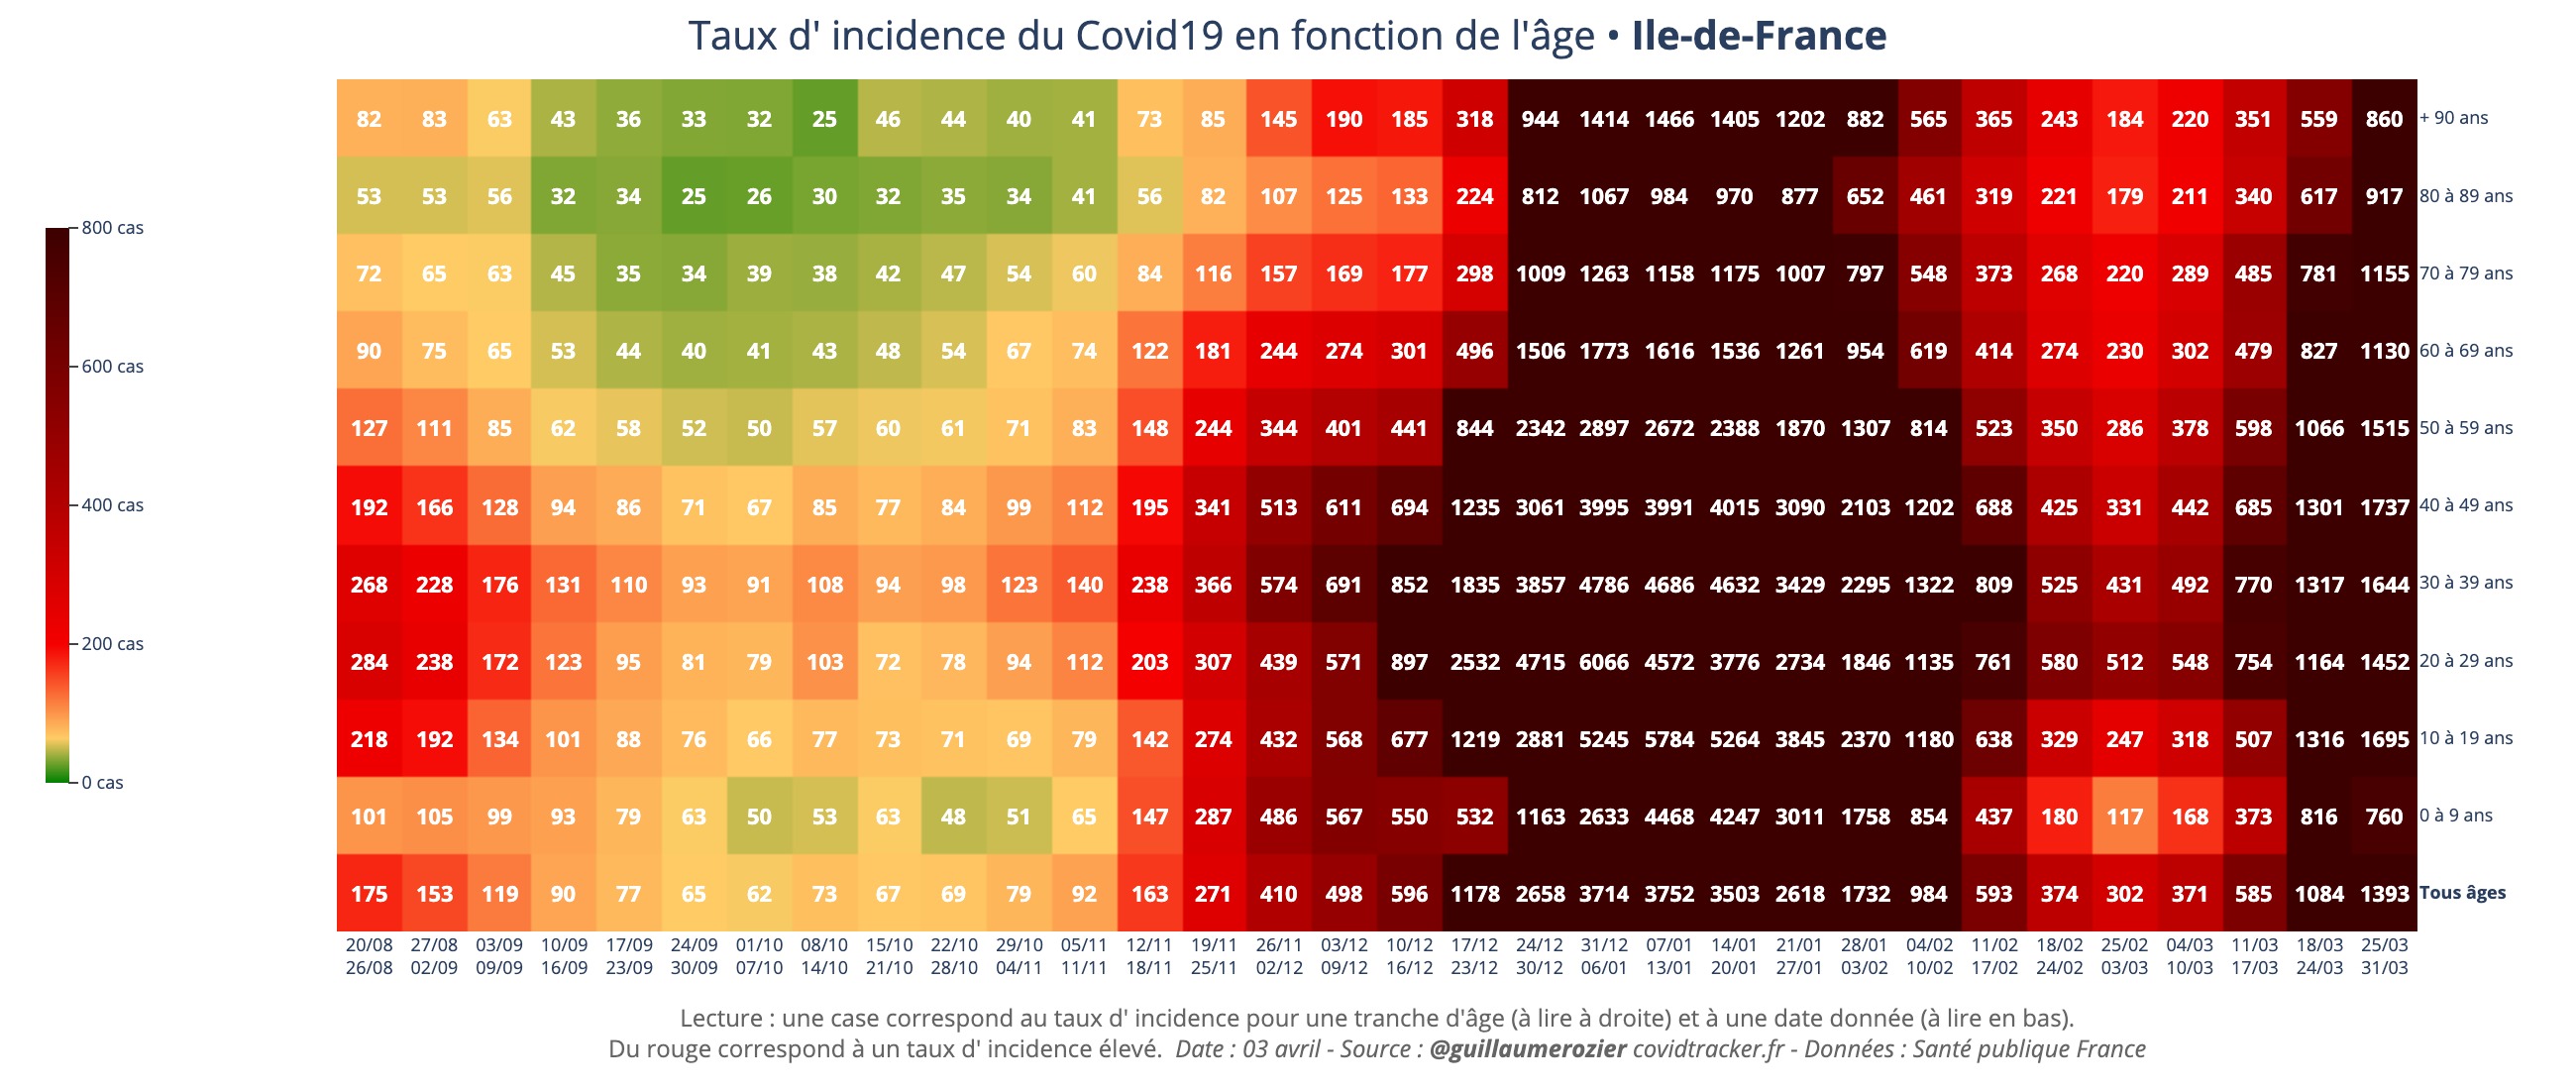 Taux d' incidence du Covid19 en fonction de l'âge • Ile-de-France
82 83 63 43 36 33 32 25 46 44 40 41 73 85 145 190 185 318 944 1414 1466 1405 1202 882 565 365 243 184 220 351 559 860 + 90 ans
53 53 56 32 34 25 26 30 32 35 34 41 56 82 107 125 133 224 812 1067 984 970 877 652 461 319 221 179 211 340 617 917 80 à 89 ans
800 cas
72 65 63 45 35 34 39 38 42 47 54 60 84 116 157 169 177 298 1009 1263 1158 1175 1007 797 548 373 268 220 289 485 781 1155 70 à 79 ans
90 75 65 53 44 40 41 43 48 54 67 74 122 181 244 274 301 496 1506 1773 1616 1536 1261 954 619 414 274 230 302 479 827 1130 60 à 69 ans
600 cas
127 111 85 62 58 52 50 57 60 61 71 83 148 244 344 401 441 844 2342 2897 2672 2388 1870 1307 814 523 350 286 378 598 1066 1515 50 à 59 ans
400 cas
192 166 128 94 86 71 67 85 77 84 99 112 195 341 513 611 694 1235 3061 3995 3991 4015 3090 2103 1202 688 425 331 442 685 1301 1737 40 à 49 ans
268 228 176 131 110 93 91 108 94 98 123 140 238 366 574 691 852 1835 3857 4786 4686 4632 3429 2295 1322 809 525 431 492 770 1317 1644 30 à 39 ans
200 cas
284 238 172 123 95 81 79 103 72 78 94 112 203 307 439 571 897 2532 4715 6066 4572 3776 2734 1846 1135 761 580 512 548 754 1164 1452 20 à 29 ans
218 192 134 101 88 76 66 77 73 71 69 79 142 274 432 568 677 1219 2881 5245 5784 5264 3845 2370 1180 638 329 247 318 507 1316 1695 10 à 19 ans
0 cas
101 105 99 93 79 63 50 53 63 48 51 65 147 287 486 567 550 532 1163 2633 4468 4247 3011 1758 854 437 180 117 168 373 816 760 0 à 9 ans
175 153 119 90 77 65 62 73 67 69 79 92 163 271 410 498 596 1178 2658 3714 3752 3503 2618 1732 984 593 374 302 371 585 1084 1393 Tous âges
20/08 27/08 03/09 10/09 17/09 24/09 01/10 08/10 15/10 22/10 29/10 05/11 12/11 19/11 26/11 03/12 10/12 17/12 24/12 31/12 07/01 14/01 21/01 28/01 04/02 11/02 18/02 25/02 04/03 11/03 18/03 25/03
26/08 02/09 09/09 16/09 23/09 30/09 07/10 14/10 21/10 28/10 04/11 11/11 18/11 25/11 02/12 09/12 16/12 23/12 30/12 06/01 13/01 20/01 27/01 03/02 10/02 17/02 24/02 03/03 10/03 17/03 24/03 31/03
Lecture : une case correspond au taux d' incidence pour une tranche d'âge (à lire à droite) et à une date donnée (à lire en bas).
Du rouge correspond à un taux d' incidence élevé. Date : 03 avril - Source : @guillaumerozier covidtracker.fr - Données : Santé publique France